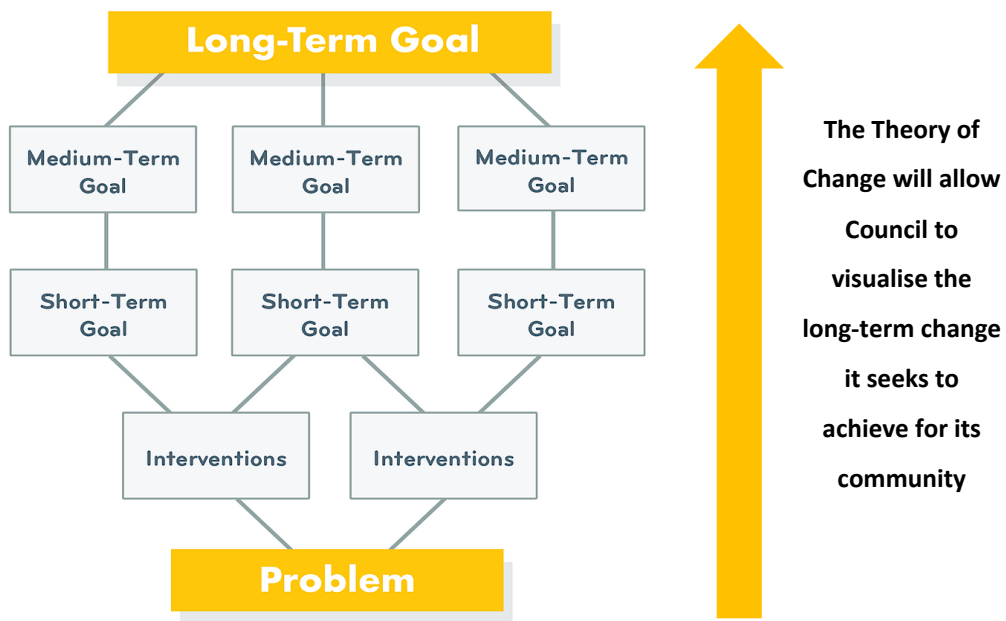 Long-Term Goal
Medium-Term
Goal
Medium-Term
Goal
Medium-Term
Goal
Short-Term
Goal
Short-Term
Goal
Short-Term
Goal
Interventions
Interventions
Problem
The Theory of
Change will allow
Council to
visualise the
long-term change
it seeks to
achieve for its
community